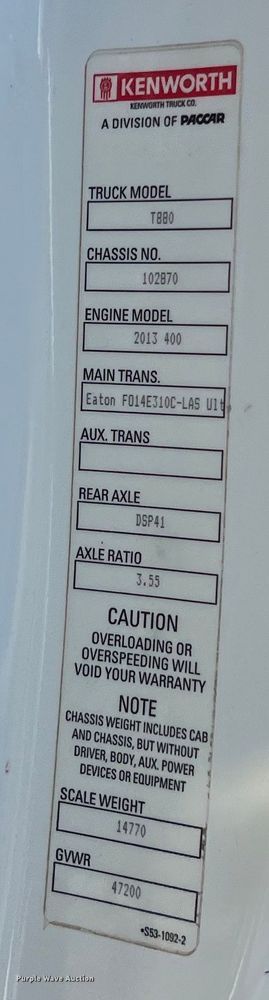 KENWORTH
KENWORTH TRUCK CO.
A DIVISION OF PACCAR
TRUCK MODEL
T880
CHASSIS NO.
102870
ENGINE MODEL
2013 400
MAIN TRANS.
Eaton FO14E310C-LAS Ult
AUX. TRANS
REAR AXLE
DSP41
AXLE RATIO
3.55
CAUTION
OVERLOADING OR
OVERSPEEDING WILL
VOID YOUR WARRANTY
NOTE
CHASSIS WEIGHT INCLUDES CAB
AND CHASSIS, BUT WITHOUT
DRIVER, BODY, AUX. POWER
DEVICES OR EQUIPMENT
SCALE WEIGHT
14770
GVWR
47200
*S53-1092-2
Purple Wave Auction